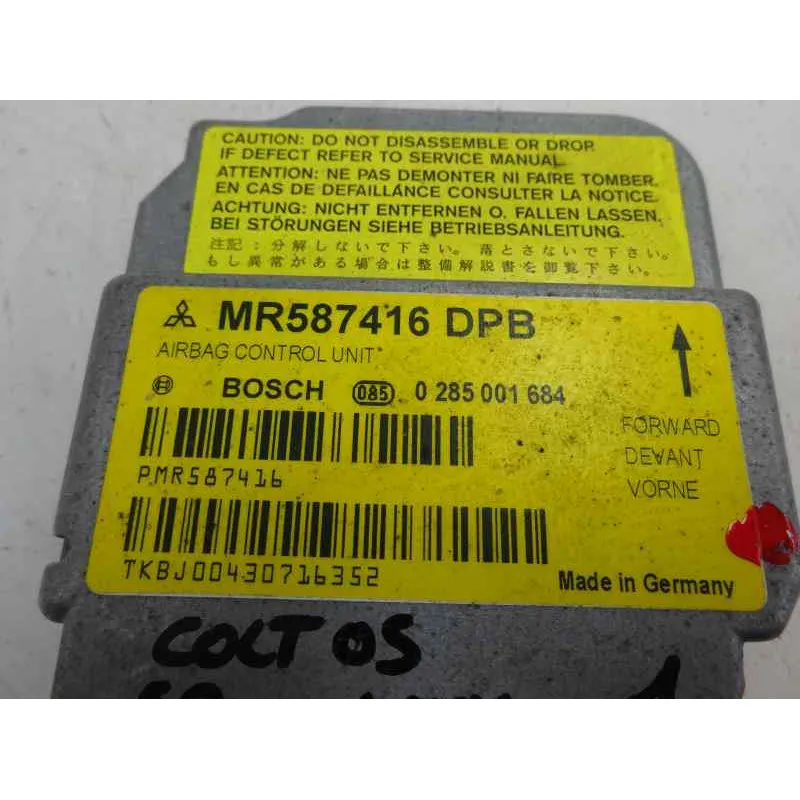 CAUTION: DO NOT DISASSEMBLE OR DROP.
IF DEFECT REFER TO SERVICE MANUAL.
ATTENTION: NE PAS DEMONTER NI FAIRE TOMBER.
EN CAS DE DEFAILLANCE CONSULTER LA NOTICE.
ACHTUNG: NICHT ENTFERNEN O. FALLEN LASSEN.
BEI STÖRUNGEN SIEHE BETRIEBSANLEITUNG.
注記:分解しないで下さい。落とさないで下さい。
もし異常がある場合は整備解説書を御覧下さい。
MR587416 DPB
AIRBAG CONTROL UNIT
BOSCH 085 0 285 001 684
FORWARD
DEVANT
VORNE
PMR587416
TKBJ00430716352
Made in Germany
COLT 05